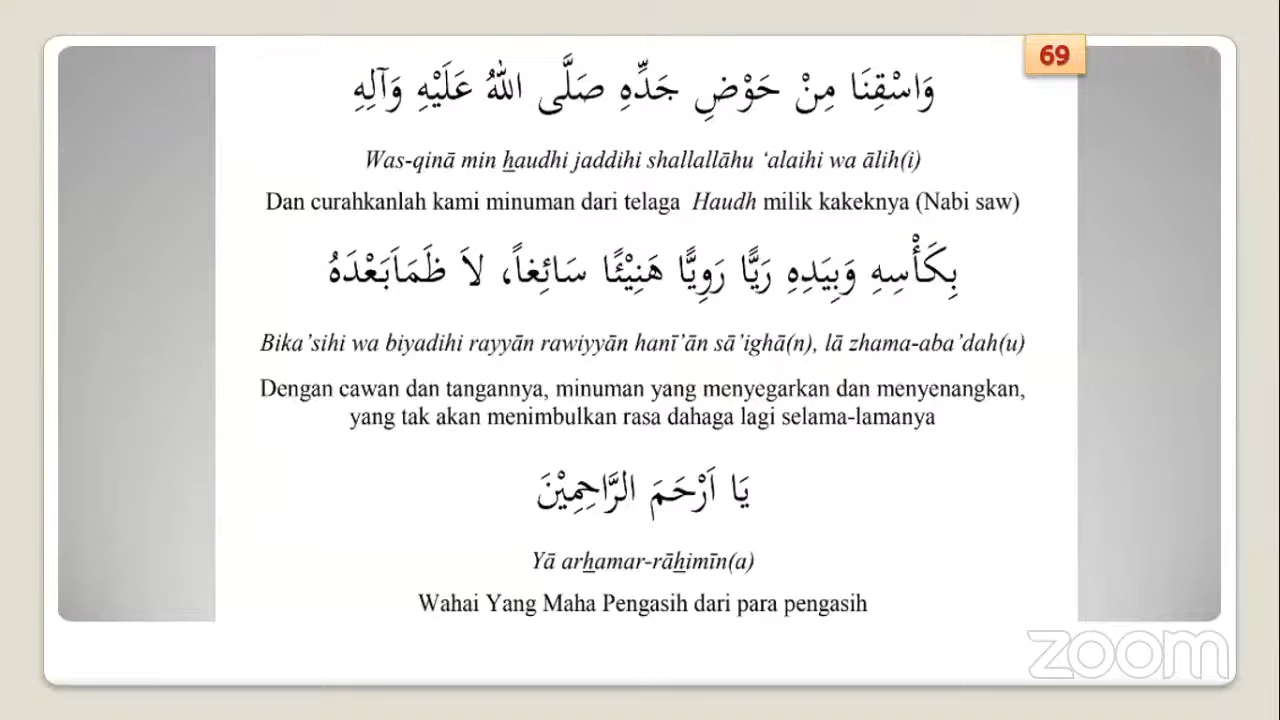 69
وَاسْقِنَا مِنْ حَوْضِ جَدِّهِ صَلَّى اللهُ عَلَيْهِ وَآلِهِ
Was-qinā min haudhi jaddihi shallallāhu ‘alaihi wa ālih(i)
Dan curahkanlah kami minuman dari telaga Haudh milik kakeknya (Nabi saw)
بِكَأْسِهِ وَبِيَدِهِ رَيًّا رَوِيًّا هَنِيْئًا سَائِغاً، لاَ ظَمَاَبَعْدَهُ
Bika’sihi wa biyadihi rayyān rawiyyān hanī’ān sā’ighā(n), lā zhama-aba’dah(u)
Dengan cawan dan tangannya, minuman yang menyegarkan dan menyenangkan,
yang tak akan menimbulkan rasa dahaga lagi selama-lamanya
يَا اَرْحَمَ الرَّاحِمِيْنَ
Yā arhamar-rāhimīn(a)
Wahai Yang Maha Pengasih dari para pengasih
zoom